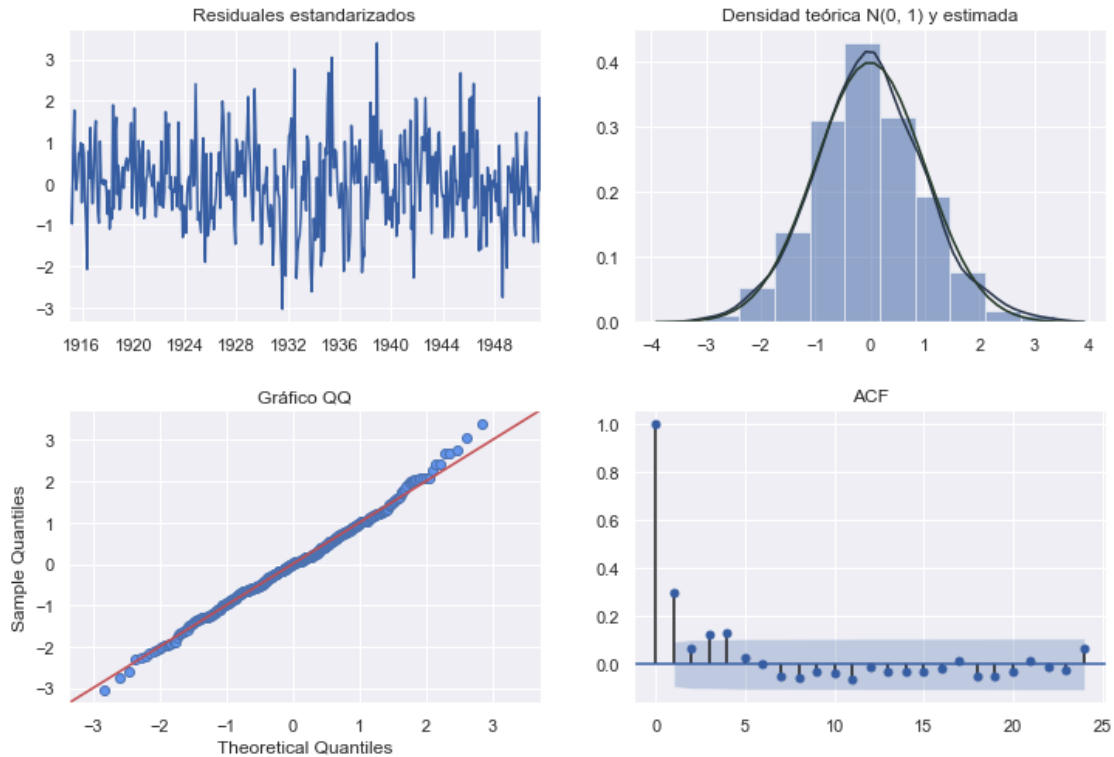 Residuales estandarizados
3
2
1
0
−1
−2
−3
1916 1920 1924 1928 1932 1936 1940 1944 1948
Densidad teórica N(0, 1) y estimada
0.4
0.3
0.2
0.1
0.0
−4 −3 −2 −1 0 1 2 3 4
Gráfico QQ
Sample Quantiles
3
2
1
0
−1
−2
−3
−3 −2 −1 0 1 2 3
Theoretical Quantiles
ACF
1.0
0.8
0.6
0.4
0.2
0.0
0 5 10 15 20 25